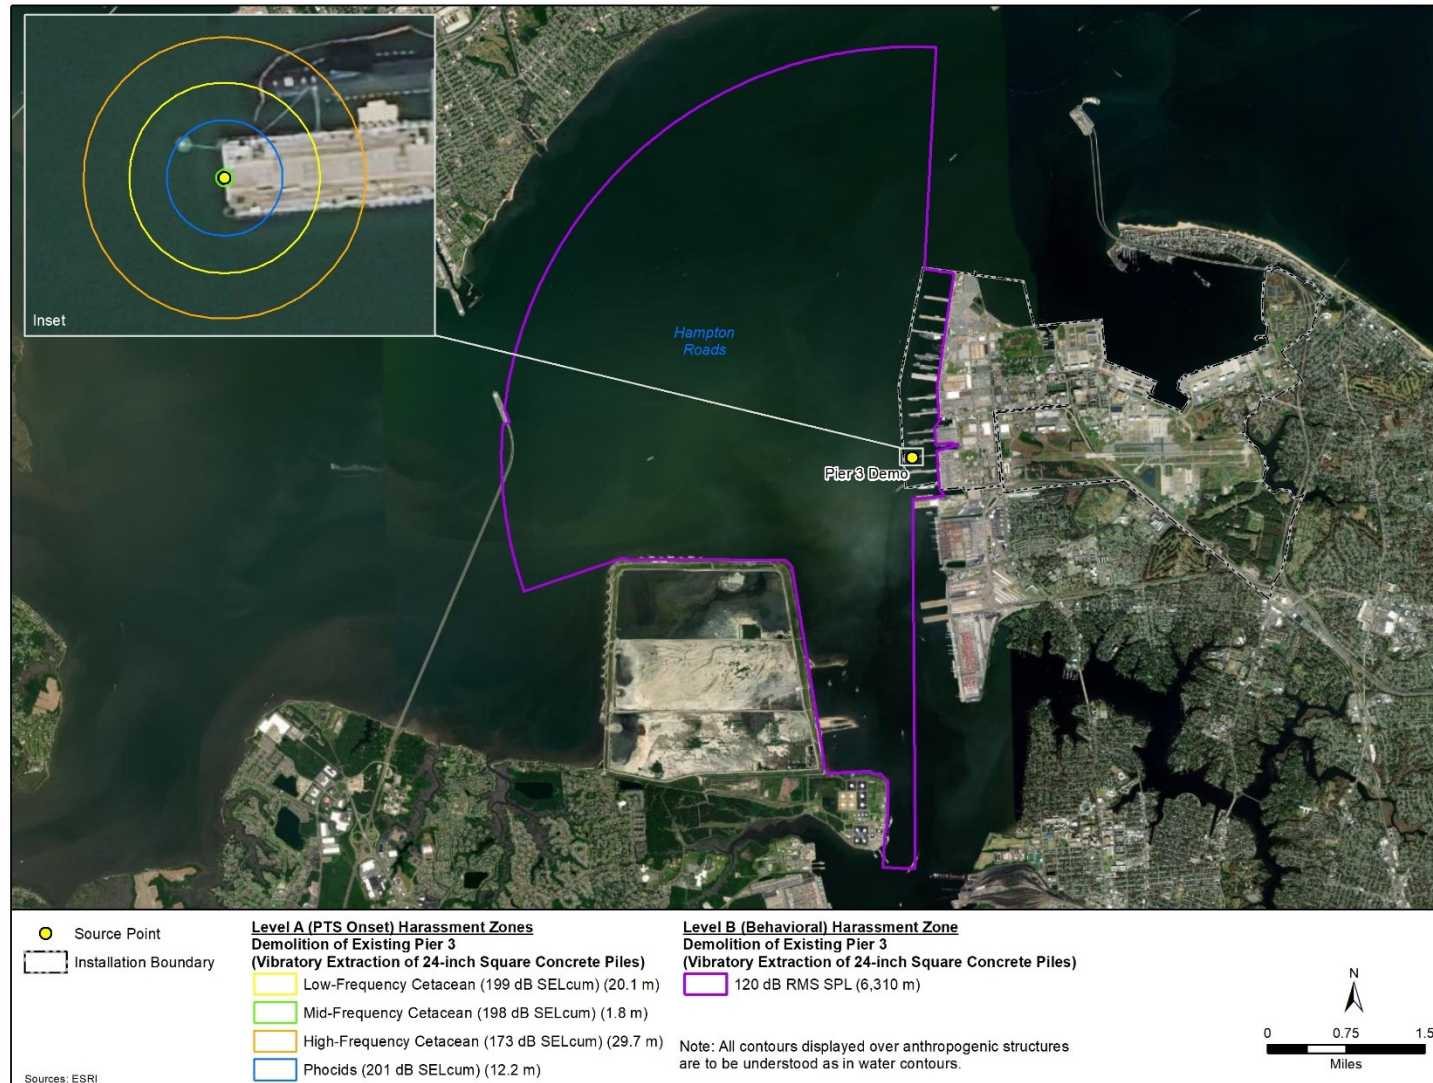 Inset
Hampton
Roads
Pier 3 Demo
Source Point
Installation Boundary
Level A (PTS Onset) Harassment Zones
Demolition of Existing Pier 3
(Vibratory Extraction of 24-inch Square Concrete Piles)
Low-Frequency Cetacean (199 dB SELcum) (20.1 m)
Mid-Frequency Cetacean (198 dB SELcum) (1.8 m)
High-Frequency Cetacean (173 dB SELcum) (29.7 m)
Phocids (201 dB SELcum) (12.2 m)
Level B (Behavioral) Harassment Zone
Demolition of Existing Pier 3
(Vibratory Extraction of 24-inch Square Concrete Piles)
120 dB RMS SPL (6,310 m)
Note: All contours displayed over anthropogenic structures
are to be understood as in water contours.
N
0 0.75 1.5
Miles
Sources: ESRI